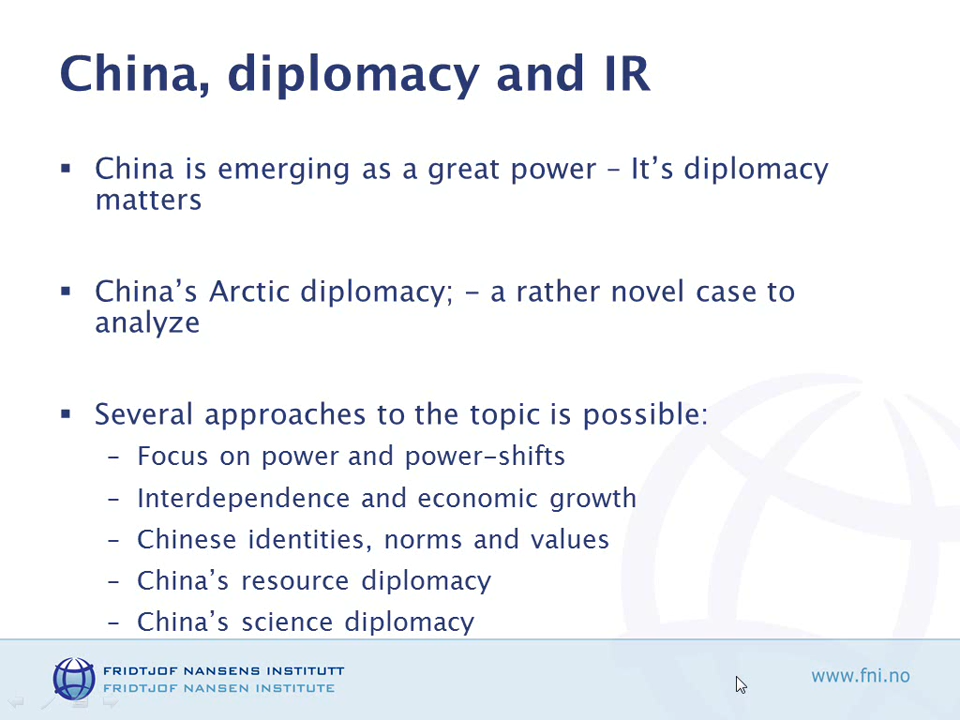 China, diplomacy and IR
▪ China is emerging as a great power – It’s diplomacy
matters
▪ China’s Arctic diplomacy; – a rather novel case to
analyze
▪ Several approaches to the topic is possible:
– Focus on power and power-shifts
– Interdependence and economic growth
– Chinese identities, norms and values
– China’s resource diplomacy
– China’s science diplomacy
FRIDTJOF NANSENS INSTITUTT
FRIDTJOF NANSEN INSTITUTE
www.fni.no